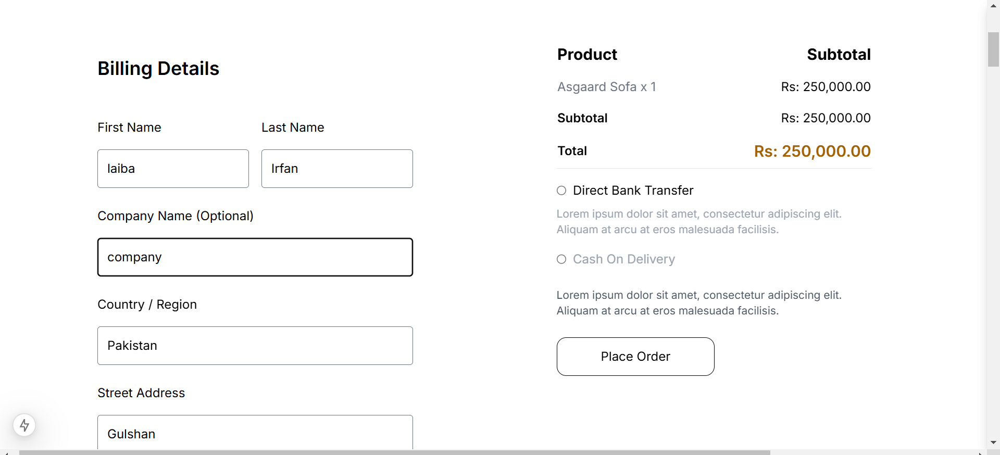 Billing Details
First Name
Last Name
laiba
Irfan
Company Name (Optional)
company
Country / Region
Pakistan
Street Address
Gulshan
Product Subtotal
Asgaard Sofa x 1 Rs: 250,000.00
Subtotal Rs: 250,000.00
Total Rs: 250,000.00
Direct Bank Transfer
Lorem ipsum dolor sit amet, consectetur adipiscing elit.
Aliquam at arcu at eros malesuada facilisis.
Cash On Delivery
Lorem ipsum dolor sit amet, consectetur adipiscing elit.
Aliquam at arcu at eros malesuada facilisis.
Place Order